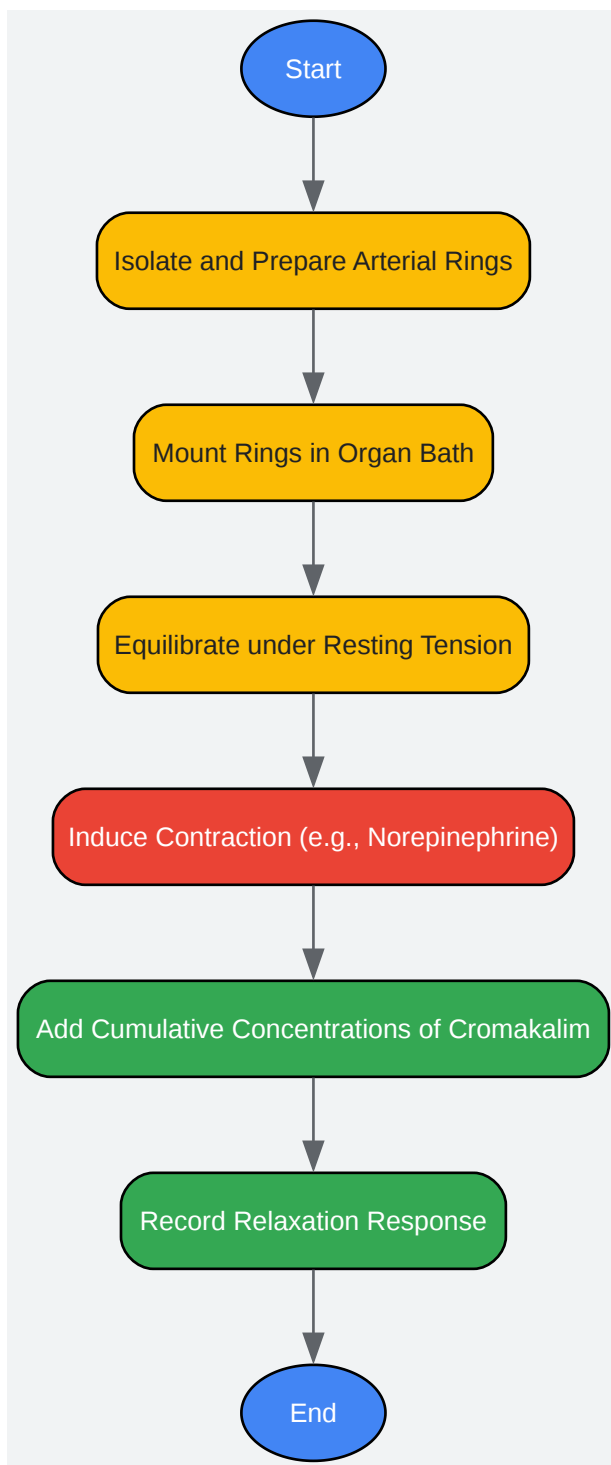 Start
Isolate and Prepare Arterial Rings
Mount Rings in Organ Bath
Equilibrate under Resting Tension
Induce Contraction (e.g., Norepinephrine)
Add Cumulative Concentrations of Cromakalim
Record Relaxation Response
End